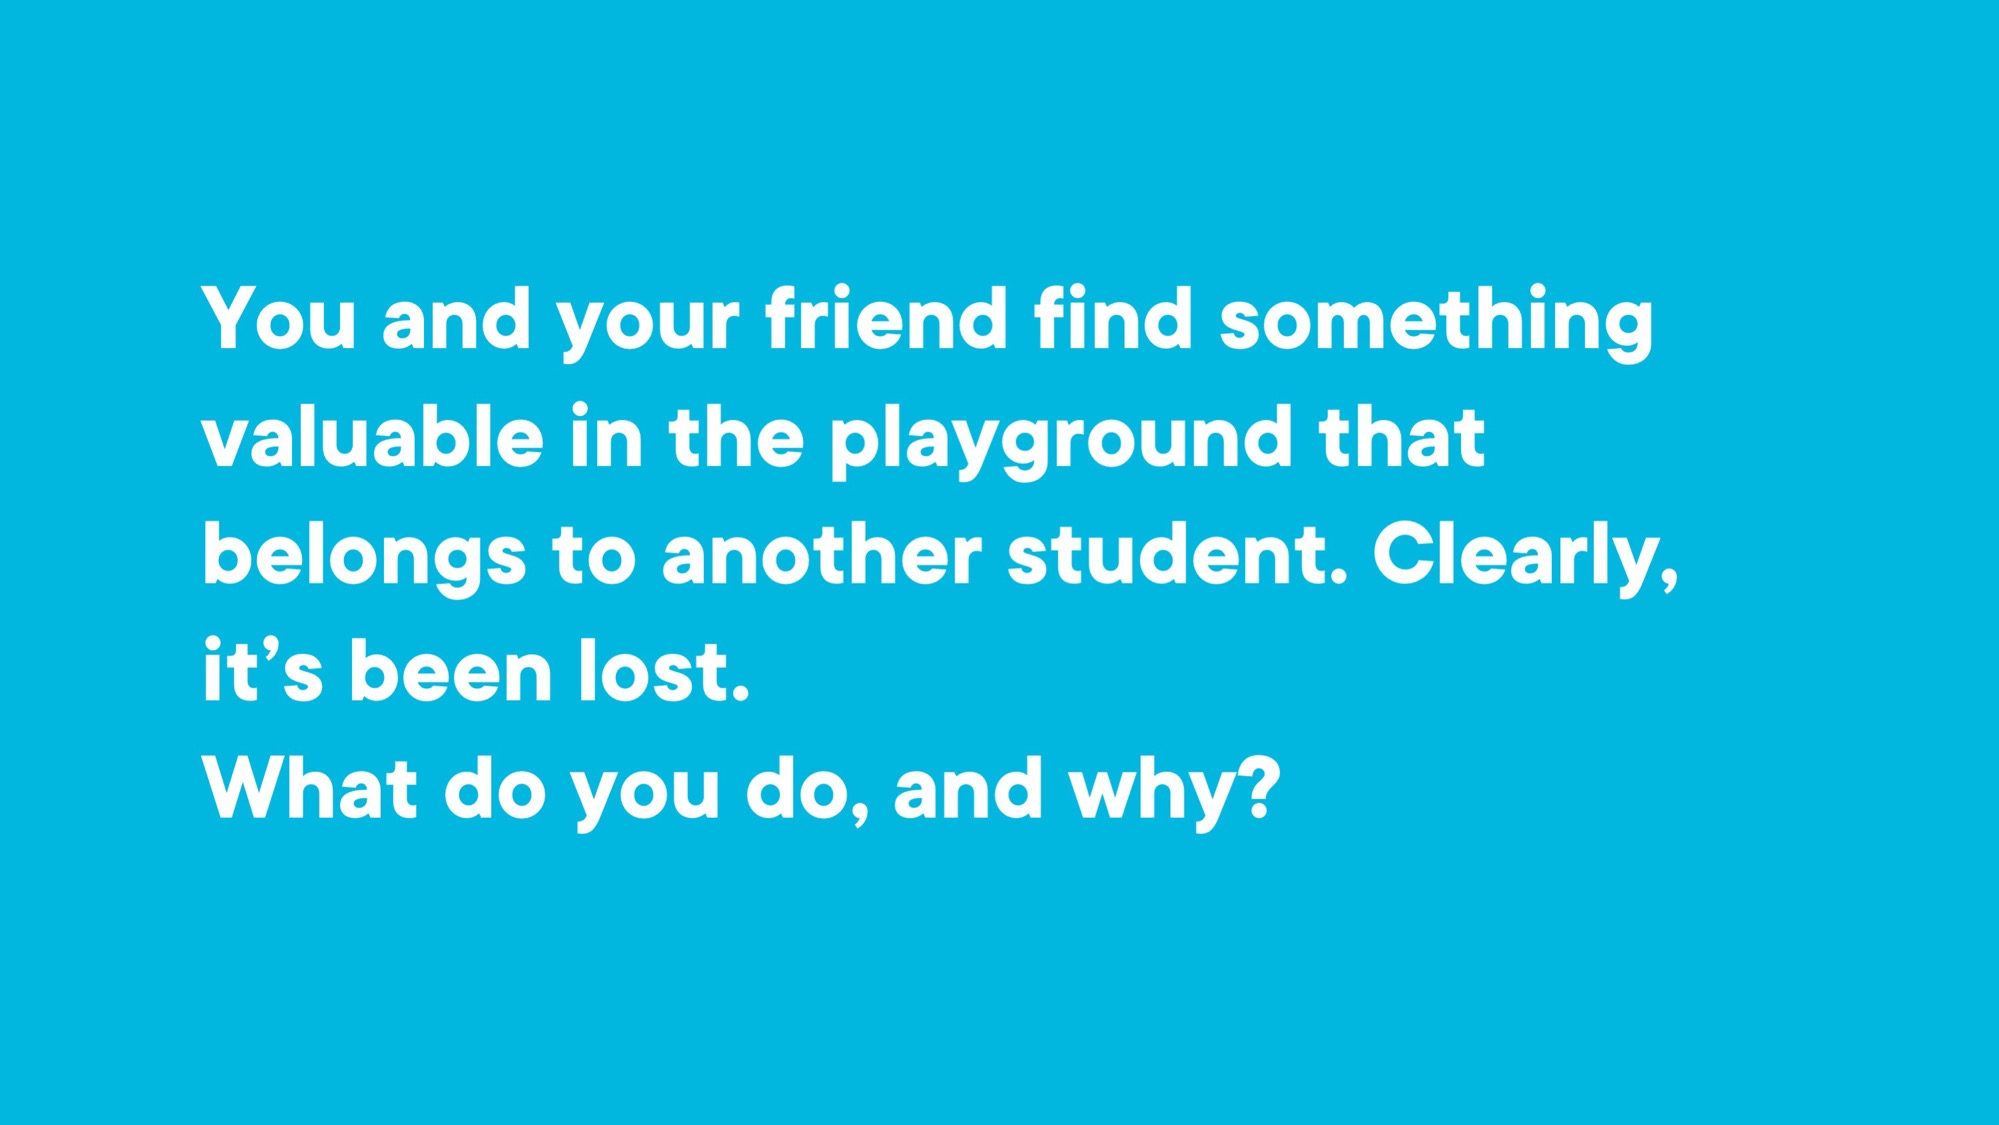 You and your friend find something
valuable in the playground that
belongs to another student. Clearly,
it’s been lost.
What do you do, and why?